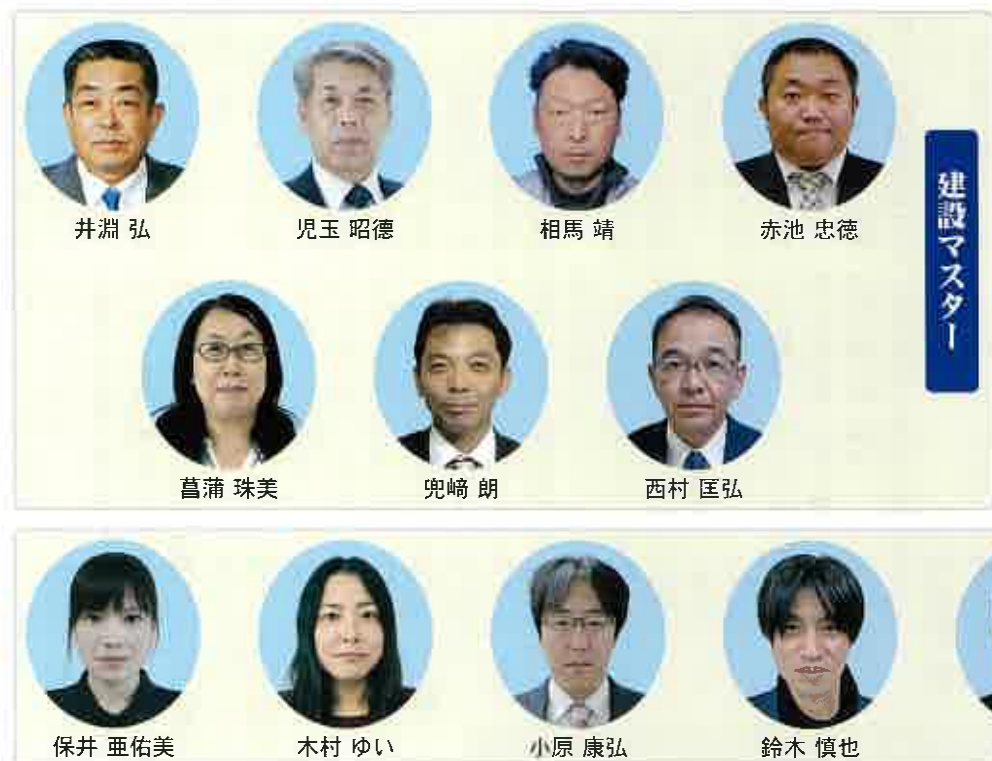 井淵 弘
児玉 昭德
相馬 靖
赤池 忠徳
建設マスター
菖蒲 珠美
兜﨑 朗
西村 匡弘
保井 亜佑美
木村 ゆい
小原 康弘
鈴木 慎也